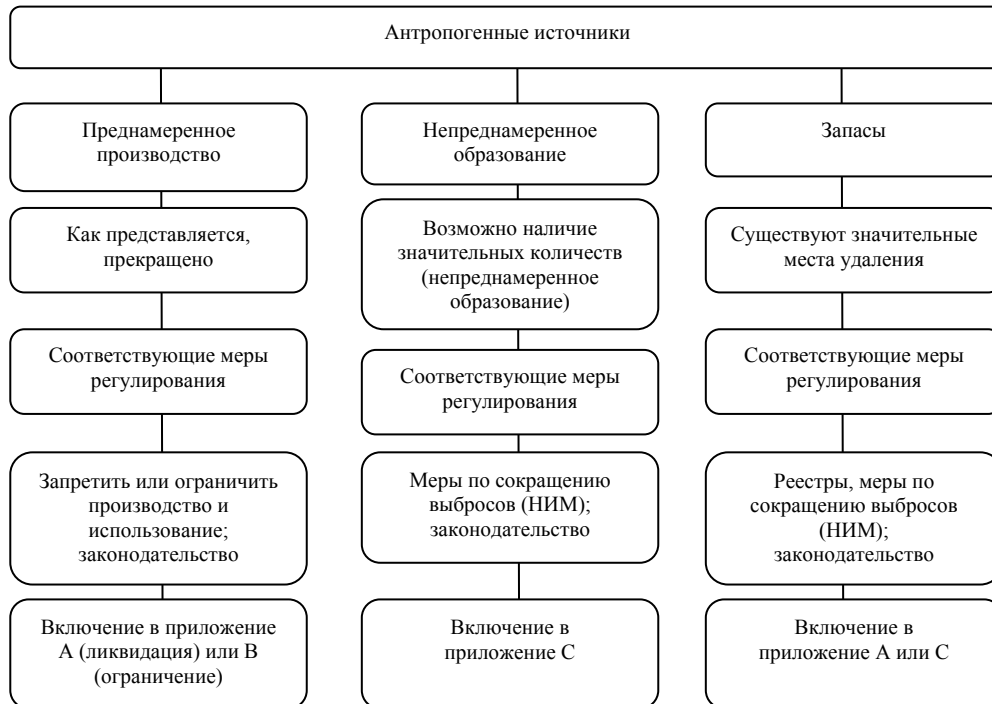 Антропогенные источники
Преднамеренное
производство
Непреднамеренное
образование
Запасы
Как представляется,
прекращено
Возможно наличие
значительных количеств
(непреднамеренное
образование)
Существуют значительные
места удаления
Соответствующие меры
регулирования
Соответствующие меры
регулирования
Соответствующие меры
регулирования
Запретить или ограничить
производство и
использование;
законодательство
Меры по сокращению
выбросов (НИМ);
законодательство
Реестры, меры по
сокращению выбросов
(НИМ);
законодательство
Включение в приложение
А (ликвидация) или В
(ограничение)
Включение в
приложение С
Включение в
приложение А или С